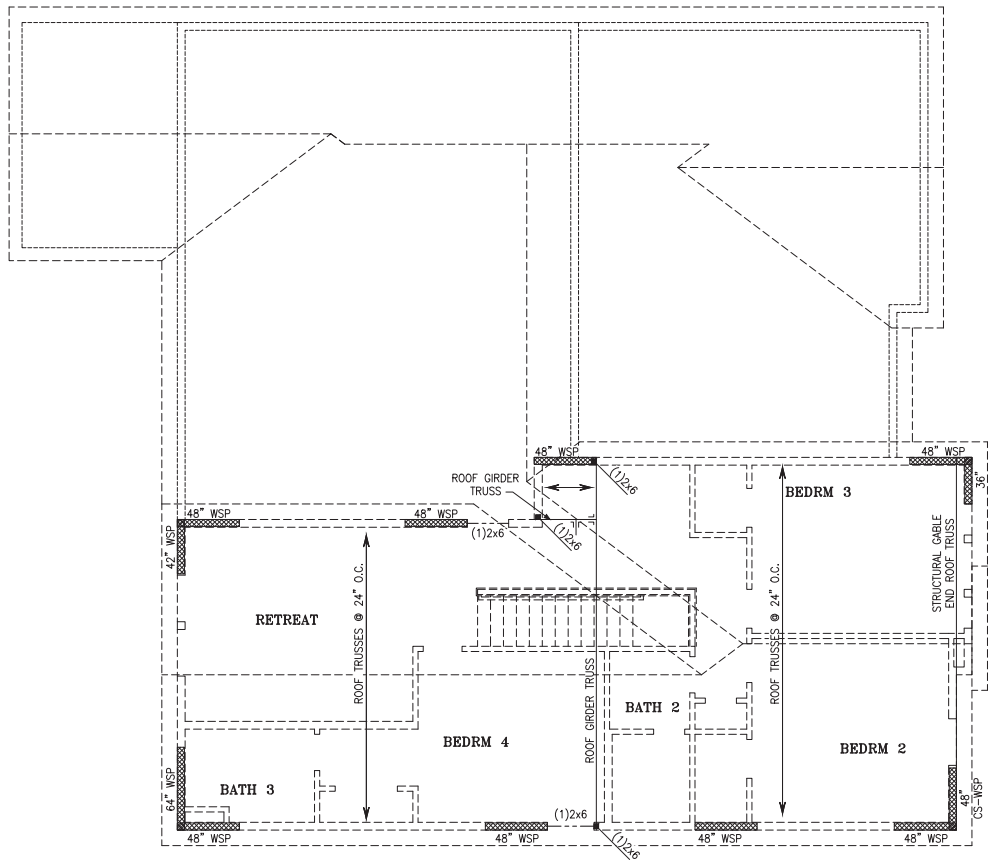 48" WSP
48" WSP
ROOF GIRDER
TRUSS
(1)2x6
36"
BEDRM 3
48" WSP
48" WSP
(1)2x6
(1)2x6
42" WSP
RETREAT
ROOF TRUSSES @ 24" O.C.
ROOF TRUSSES @ 24" O.C.
STRUCTURAL GABLE
END ROOF TRUSS
ROOF GIRDER TRUSS
BATH 2
BEDRM 4
BEDRM 2
64" WSP
BATH 3
48"
CS-WSP
(1)2x6
48" WSP
48" WSP
(1)2x6
48" WSP
48" WSP